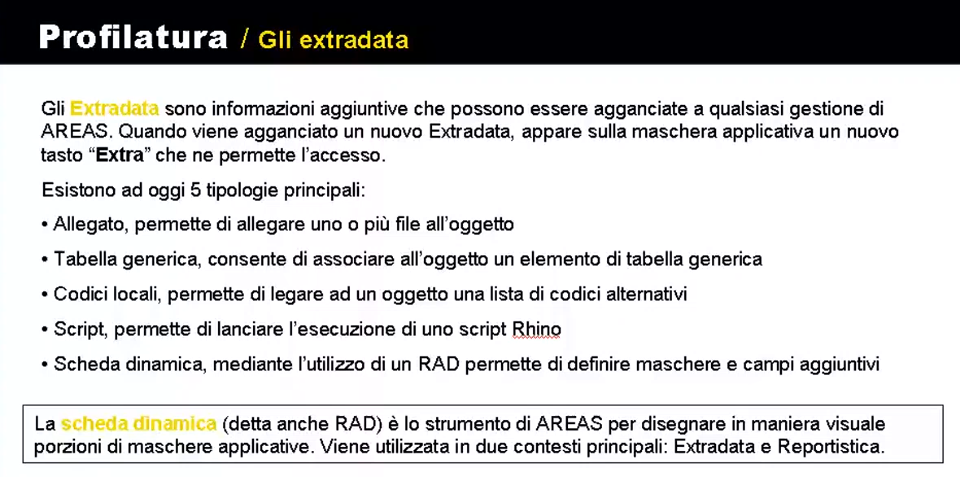 Profilatura / Gli extradata
Gli Extradata sono informazioni aggiuntive che possono essere agganciate a qualsiasi gestione di
AREAS. Quando viene agganciato un nuovo Extradata, appare sulla maschera applicativa un nuovo
tasto “Extra” che ne permette l’accesso.
Esistono ad oggi 5 tipologie principali:
• Allegato, permette di allegare uno o più file all’oggetto
• Tabella generica, consente di associare all’oggetto un elemento di tabella generica
• Codici locali, permette di legare ad un oggetto una lista di codici alternativi
• Script, permette di lanciare l’esecuzione di uno script Rhino
• Scheda dinamica, mediante l’utilizzo di un RAD permette di definire maschere e campi aggiuntivi
La scheda dinamica (detta anche RAD) è lo strumento di AREAS per disegnare in maniera visuale
porzioni di maschere applicative. Viene utilizzata in due contesti principali: Extradata e Reportistica.